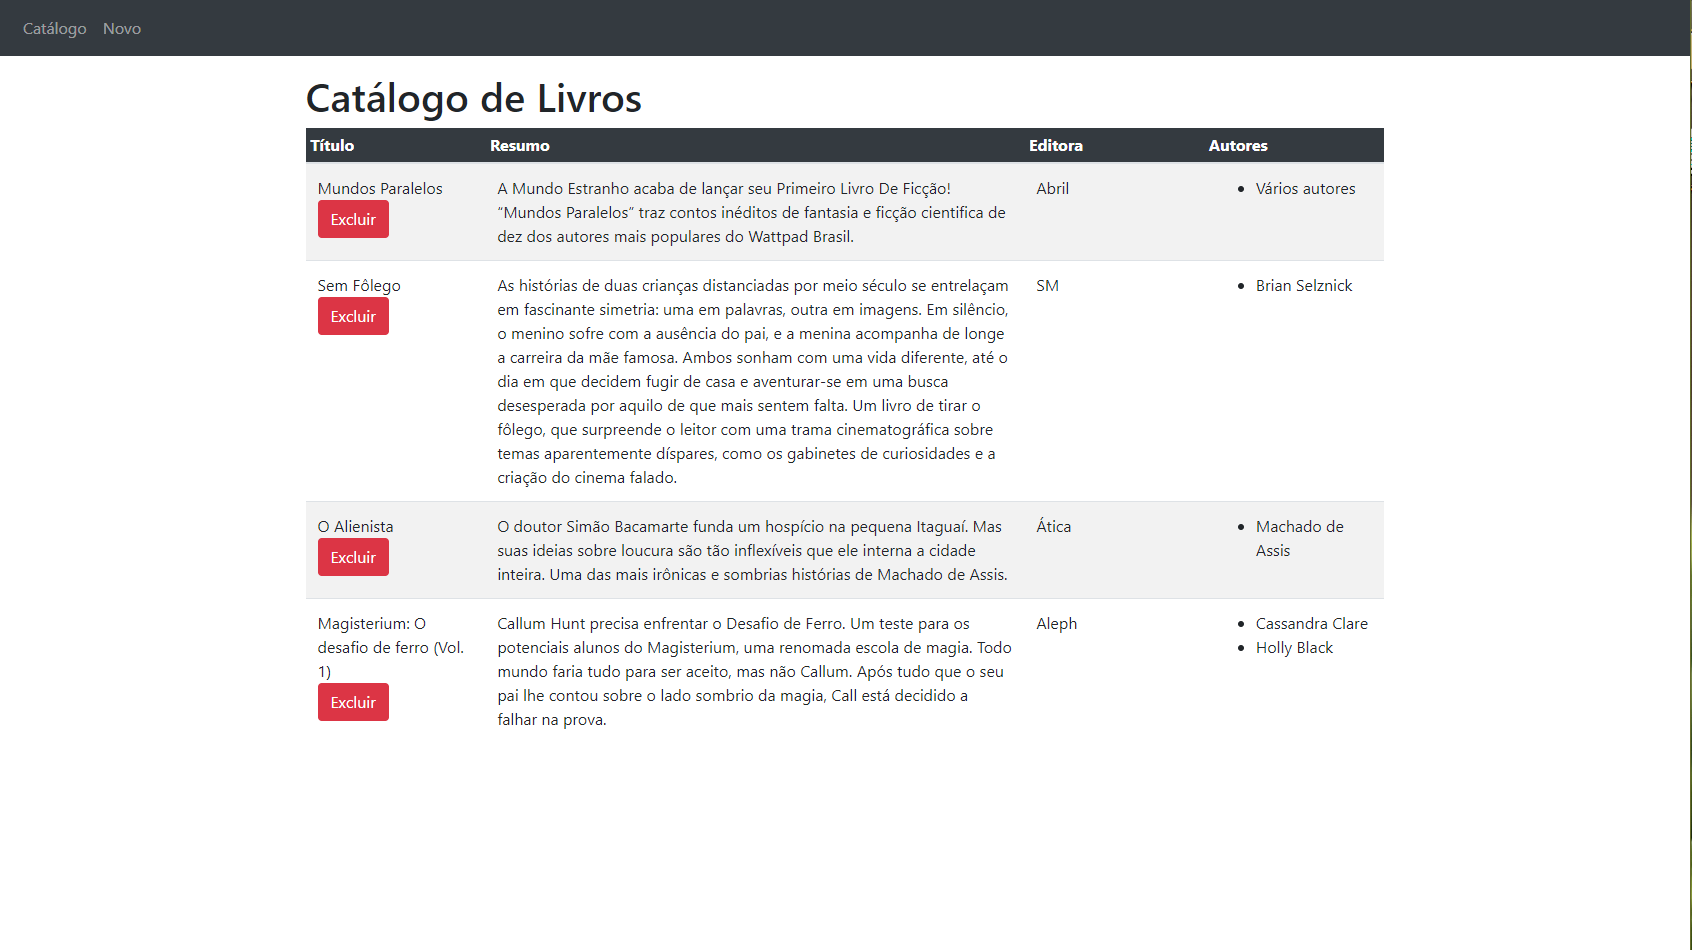 Catálogo Novo
Catálogo de Livros
Título Resumo Editora Autores
Mundos Paralelos
Excluir
A Mundo Estranho acaba de lançar seu Primeiro Livro De Ficção!
“Mundos Paralelos” traz contos inéditos de fantasia e ficção cientifica de
dez dos autores mais populares do Wattpad Brasil.
Abril
• Vários autores
Sem Fôlego
Excluir
As histórias de duas crianças distanciadas por meio século se entrelaçam
em fascinante simetria: uma em palavras, outra em imagens. Em silêncio,
o menino sofre com a ausência do pai, e a menina acompanha de longe
a carreira da mãe famosa. Ambos sonham com uma vida diferente, até o
dia em que decidem fugir de casa e aventurar-se em uma busca
desesperada por aquilo de que mais sentem falta. Um livro de tirar o
fôlego, que surpreende o leitor com uma trama cinematográfica sobre
temas aparentemente díspares, como os gabinetes de curiosidades e a
criação do cinema falado.
SM
• Brian Selznick
O Alienista
Excluir
O doutor Simão Bacamarte funda um hospício na pequena Itaguaí. Mas
suas ideias sobre loucura são tão inflexíveis que ele interna a cidade
inteira. Uma das mais irônicas e sombrias histórias de Machado de Assis.
Ática
• Machado de
Assis
Magisterium: O
desafio de ferro (Vol.
1)
Excluir
Callum Hunt precisa enfrentar o Desafio de Ferro. Um teste para os
potenciais alunos do Magisterium, uma renomada escola de magia. Todo
mundo faria tudo para ser aceito, mas não Callum. Após tudo que o seu
pai lhe contou sobre o lado sombrio da magia, Call está decidido a
falhar na prova.
Aleph
• Cassandra Clare
• Holly Black